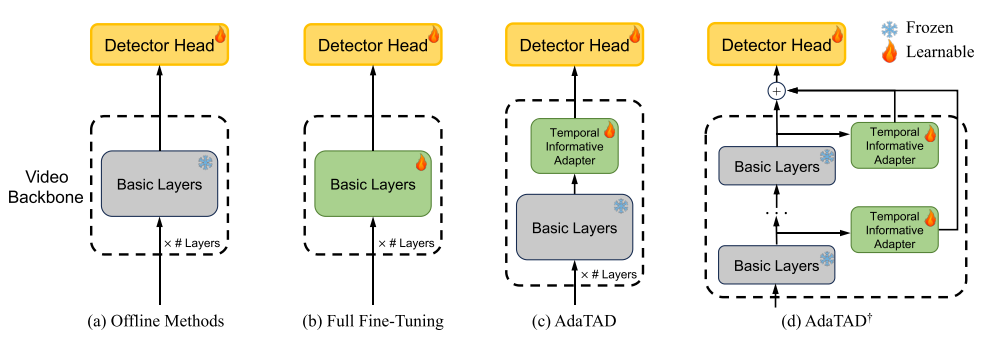 Detector Head
Detector Head
Detector Head
Detector Head
Frozen
Learnable
+
Video
Backbone
Basic Layers
× # Layers
Basic Layers
× # Layers
Temporal
Informative
Adapter
Basic Layers
× # Layers
Temporal
Informative
Adapter
Basic Layers
· · ·
Temporal
Informative
Adapter
Basic Layers
(a) Offline Methods
(b) Full Fine-Tuning
(c) AdaTAD
(d) AdaTAD†